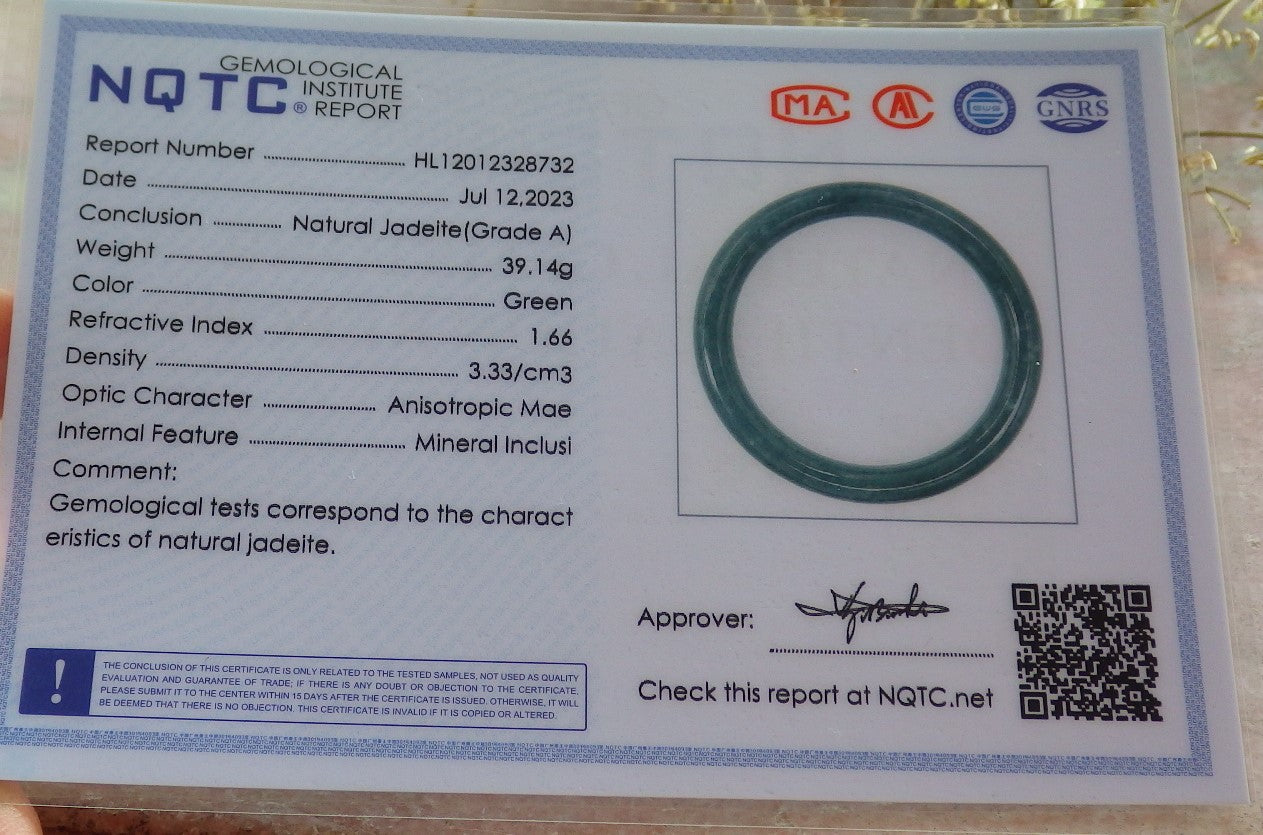 NQTC® GEMOLOGICAL
INSTITUTE
REPORT
MA
GNRS
Report Number ........ HL12012328732
Date ........ Jul 12,2023
Conclusion ........ Natural Jadeite(Grade A)
Weight ........ 39.14g
Color ........ Green
Refractive Index ........ 1.66
Density ........ 3.33/cm3
Optic Character ........ Anisotropic Mae
Internal Feature ........ Mineral Inclusi
Comment:
Gemological tests correspond to the charact
eristics of natural jadeite.
! THE CONCLUSION OF THIS CERTIFICATE IS ONLY RELATED TO THE TESTED SAMPLES, NOT USED AS QUALITY
EVALUATION AND GUARANTEE OF TRADE; IF THERE IS ANY DOUBT OR OBJECTION TO THE CERTIFICATE,
PLEASE SUBMIT IT TO THE CENTER WITHIN 15 DAYS AFTER THE CERTIFICATE IS ISSUED. OTHERWISE, IT WILL
BE DEEMED THAT THERE IS NO OBJECTION. THIS CERTIFICATE IS INVALID IF IT IS COPIED OR ALTERED.
Approver:
Check this report at NQTC.net